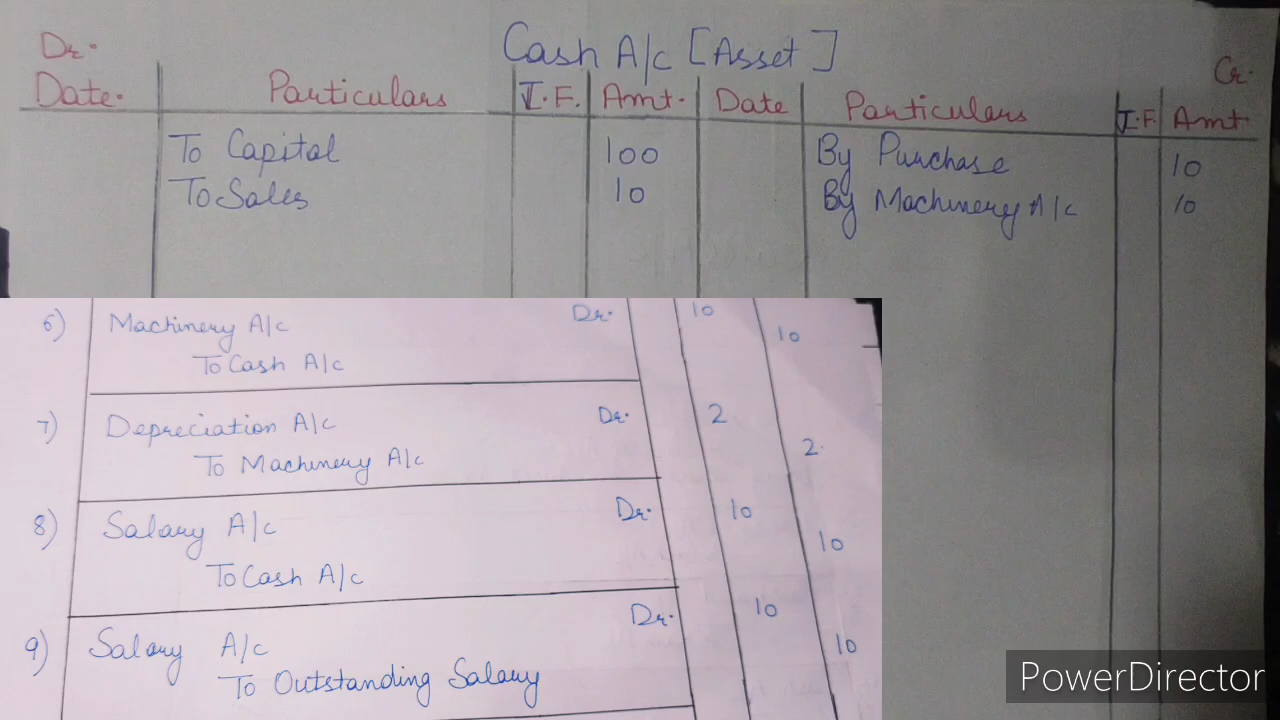 Cash A/c [Asset]
Dr. Cr.
Date. Particulars I.F. Amt. Date Particulars I.F. Amt.
To Capital 100 By Purchase 10
To Sales 10 By Machinery A/c 10
6) Machinery A/c Dr. 10
To Cash A/c 10
7) Depreciation A/c Dr. 2
To Machinery A/c 2.
8) Salary A/c Dr. 10
To Cash A/c 10
9) Salary A/c Dr. 10
To Outstanding Salary 10
PowerDirector